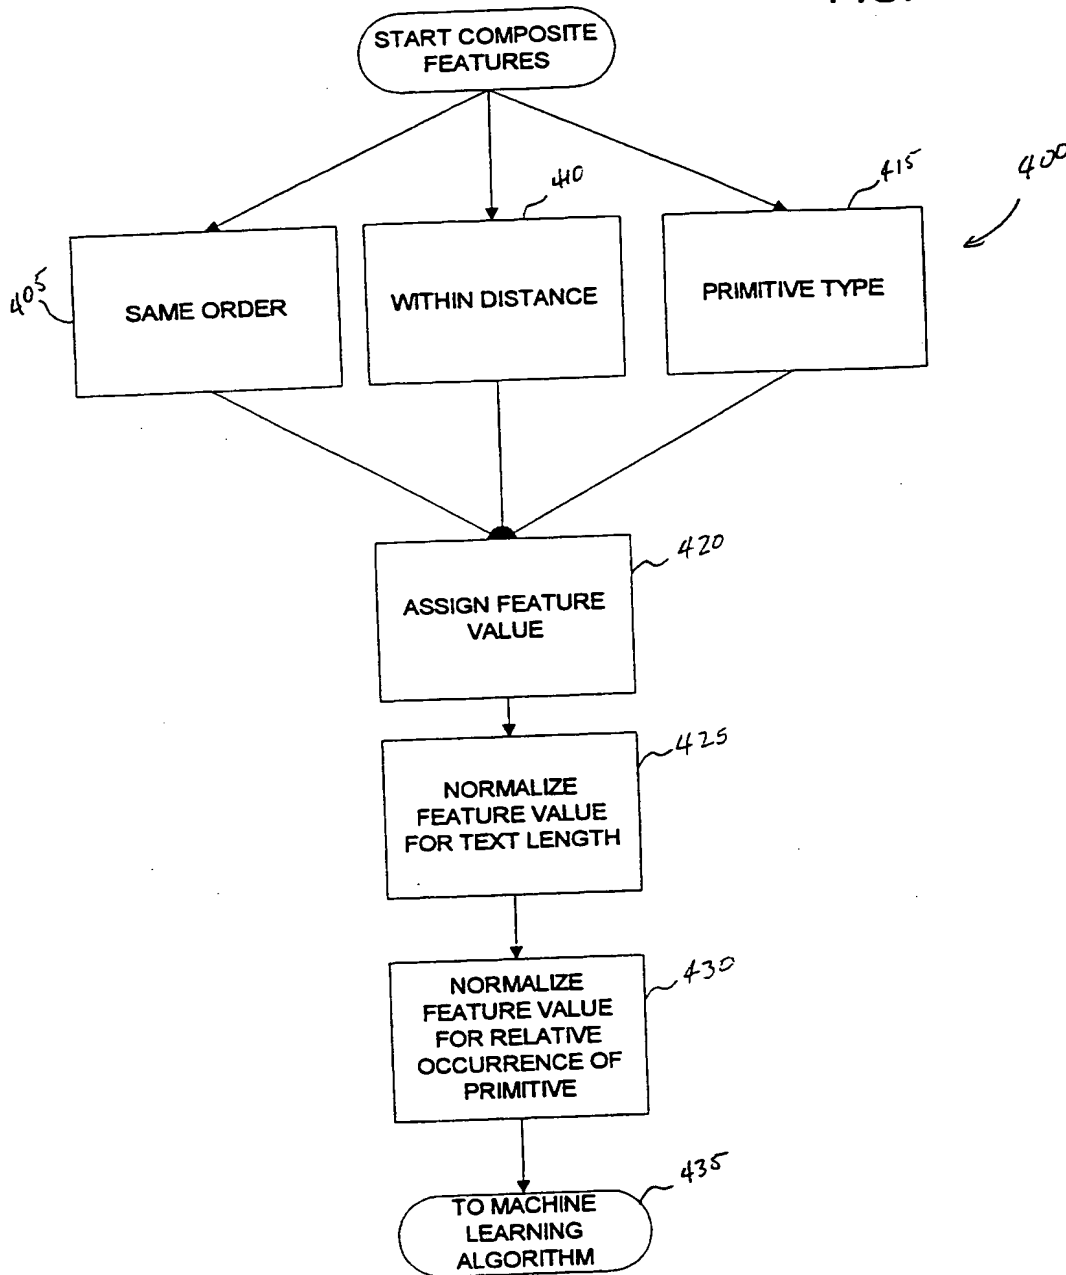 START COMPOSITE
FEATURES
400
405
SAME ORDER
410
WITHIN DISTANCE
415
PRIMITIVE TYPE
420
ASSIGN FEATURE
VALUE
425
NORMALIZE
FEATURE VALUE
FOR TEXT LENGTH
430
NORMALIZE
FEATURE VALUE
FOR RELATIVE
OCCURRENCE OF
PRIMITIVE
435
TO MACHINE
LEARNING
ALGORITHM